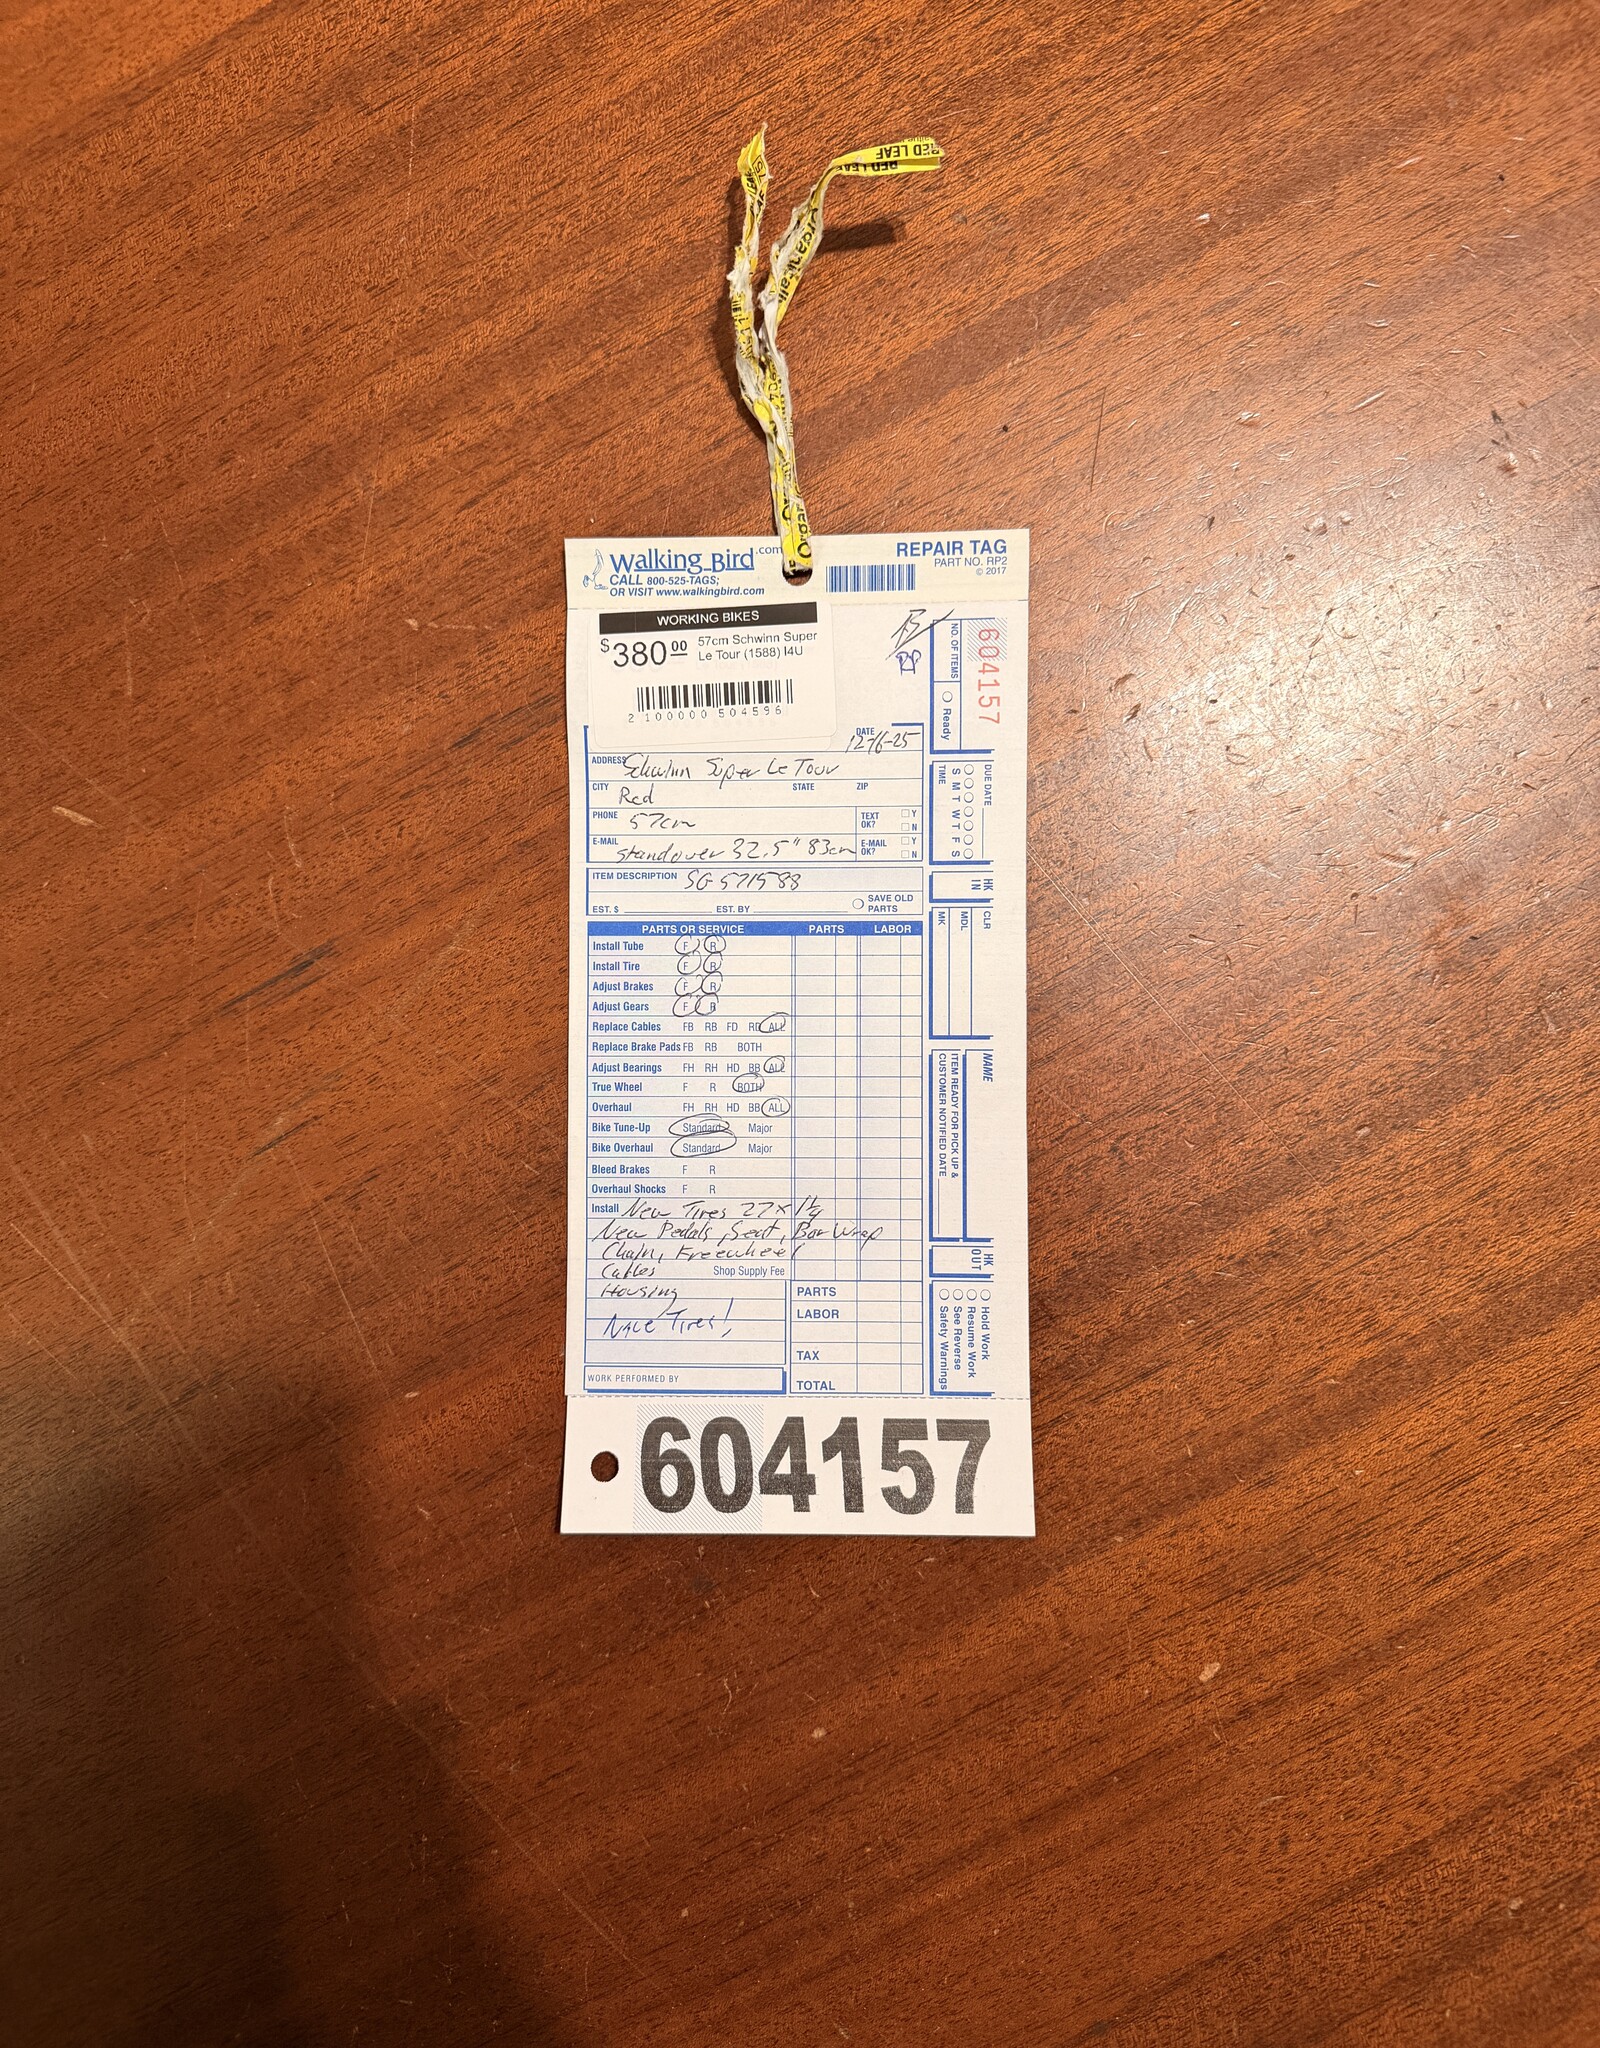 RED LEAF
RED LEAF
Organically
Walking Bird.com
CALL 800-525-TAGS;
OR VISIT www.walkingbird.com
REPAIR TAG
PART NO. RP2
© 2017
WORKING BIKES
$380 00
57cm Schwinn Super
Le Tour (1588) I4U
2 100000 504596
NO. OF ITEMS
Ready
604157
DATE
12-16-25
ADDRESS Schwinn Super Le Tour
CITY Red STATE ZIP
PHONE 57cm TEXT OK? Y N
E-MAIL standover 32.5" 83cm E-MAIL OK? Y N
ITEM DESCRIPTION SG 571588
EST. $ EST. BY SAVE OLD PARTS
DUE DATE
S M T W T F S
TIME
HK IN
CLR
MDL
MK
PARTS OR SERVICE PARTS LABOR
Install Tube F R
Install Tire F R
Adjust Brakes F R
Adjust Gears F R
Replace Cables FB RB FD RD ALL
Replace Brake Pads FB RB BOTH
Adjust Bearings FH RH HD BB ALL
True Wheel F R BOTH
Overhaul FH RH HD BB ALL
Bike Tune-Up Standard Major
Bike Overhaul Standard Major
Bleed Brakes F R
Overhaul Shocks F R
Install New Tires 27 x 1 1/4
New Pedals, Seat, Bar Wrap
Chain, Freewheel
Cables Shop Supply Fee
Housing
Nice Tires!
PARTS
LABOR
TAX
TOTAL
WORK PERFORMED BY
NAME
ITEM READY FOR PICK UP &
CUSTOMER NOTIFIED DATE
HK OUT
Hold Work
Resume Work
See Reverse
Safety Warnings
604157